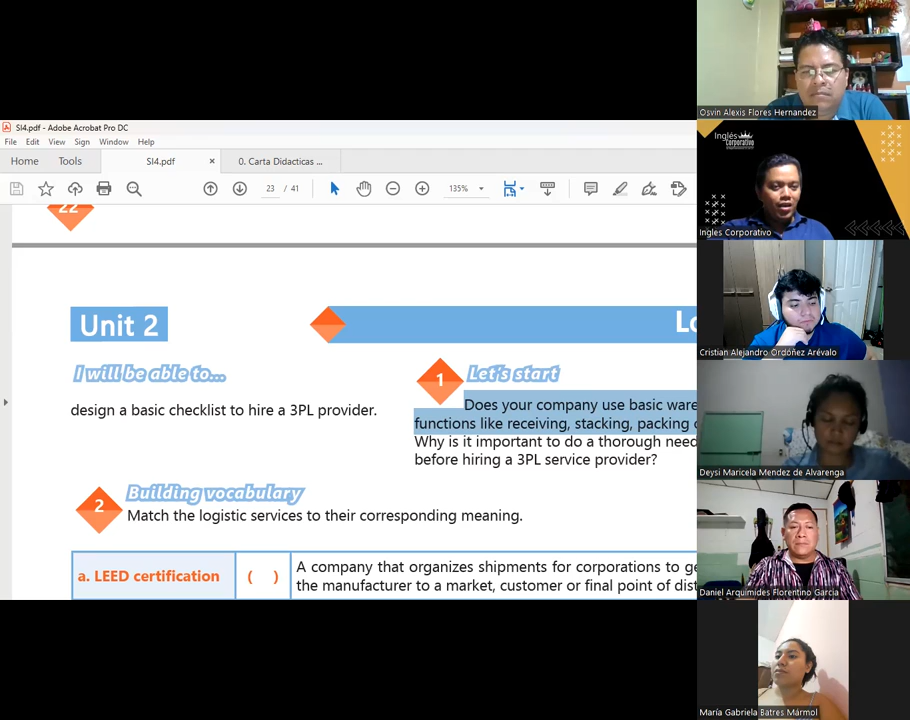 SI4.pdf - Adobe Acrobat Pro DC
File Edit View Sign Window Help
Home Tools SI4.pdf × 0. Carta Didacticas ...
23 / 41 135%
22
Unit 2
Lo
I will be able to...
design a basic checklist to hire a 3PL provider.
1 Let's start
Does your company use basic ware
functions like receiving, stacking, packing o
Why is it important to do a thorough need
before hiring a 3PL service provider?
2 Building vocabulary
Match the logistic services to their corresponding meaning.
a. LEED certification ( ) A company that organizes shipments for corporations to ge
the manufacturer to a market, customer or final point of dist
Osvin Alexis Flores Hernandez
Inglés
Corporativo
Ingles Corporativo
Cristian Alejandro Ordóñez Arévalo
Deysi Maricela Mendez de Alvarenga
Daniel Arquimides Florentino Garcia
María Gabriela Batres Mármol